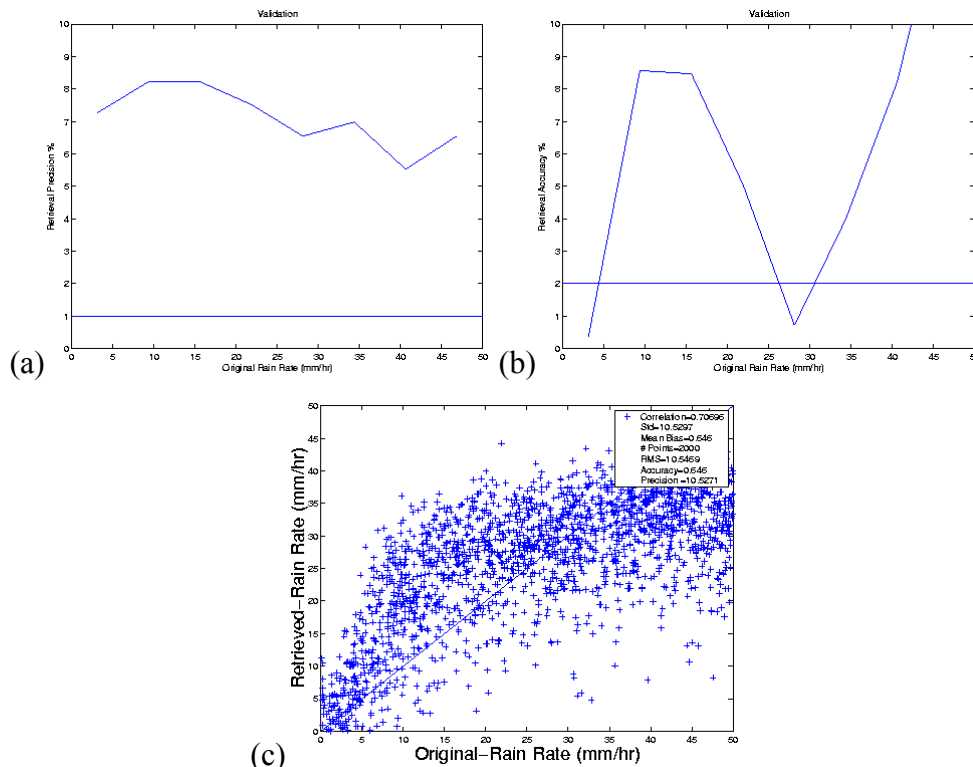 Validation
10
9
8
7
6
5
4
3
2
1
0
Retrieval Precision %
0 5 10 15 20 25 30 35 40 45 50
Original Rain Rate (mm/hr)
(a)
Validation
10
9
8
7
6
5
4
3
2
1
0
Retrieval Accuracy %
0 5 10 15 20 25 30 35 40 45 50
Original Rain Rate (mm/hr)
(b)
50
45
40
35
30
25
20
15
10
5
0
Retrieved-Rain Rate (mm/hr)
Correlation=0.70696
Std=10.5297
Mean Bias=0.646
# Points=2000
RMS=10.5469
Accuracy=0.646
Precision =10.5271
0 5 10 15 20 25 30 35 40 45 50
Original-Rain Rate (mm/hr)
(c)